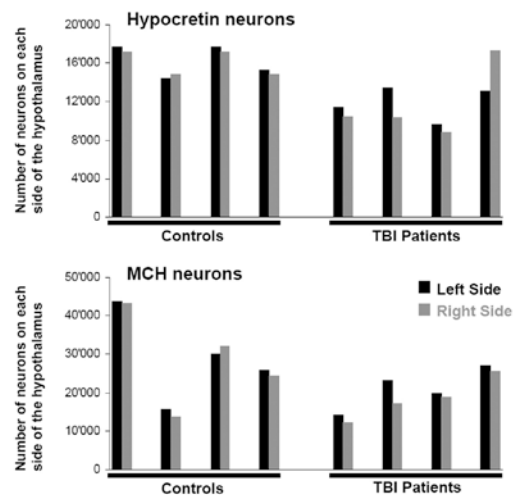 Hypocretin neurons
Number of neurons on each
side of the hypothalamus
20'000
16'000
12'000
8'000
4'000
0
Controls
TBI Patients
MCH neurons
Number of neurons on each
side of the hypothalamus
50'000
40'000
30'000
20'000
10'000
0
Left Side
Right Side
Controls
TBI Patients